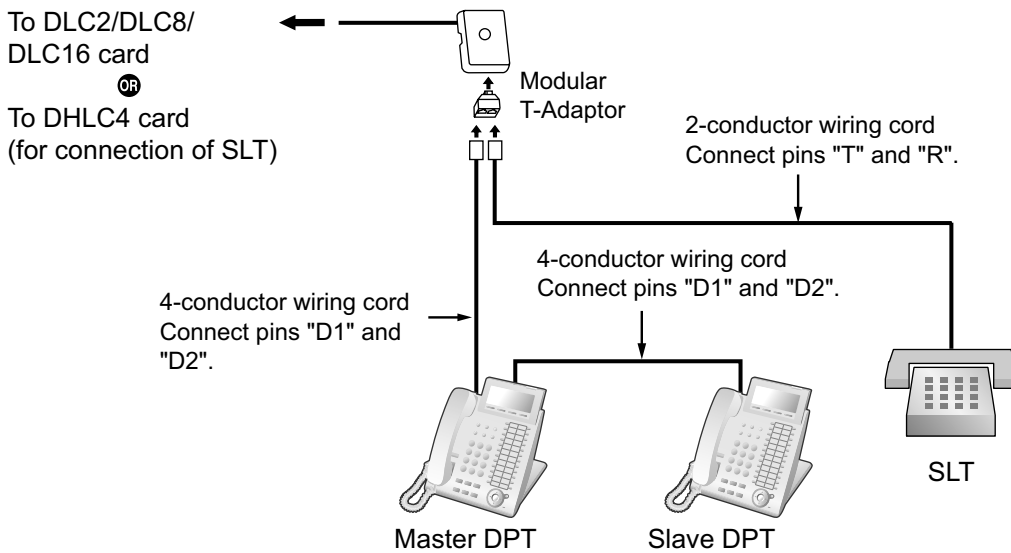 To DLC2/DLC8/
DLC16 card
OR
To DHLC4 card
(for connection of SLT)
Modular
T-Adaptor
2-conductor wiring cord
Connect pins "T" and "R".
4-conductor wiring cord
Connect pins "D1" and "D2".
4-conductor wiring cord
Connect pins "D1" and
"D2".
SLT
Master DPT
Slave DPT